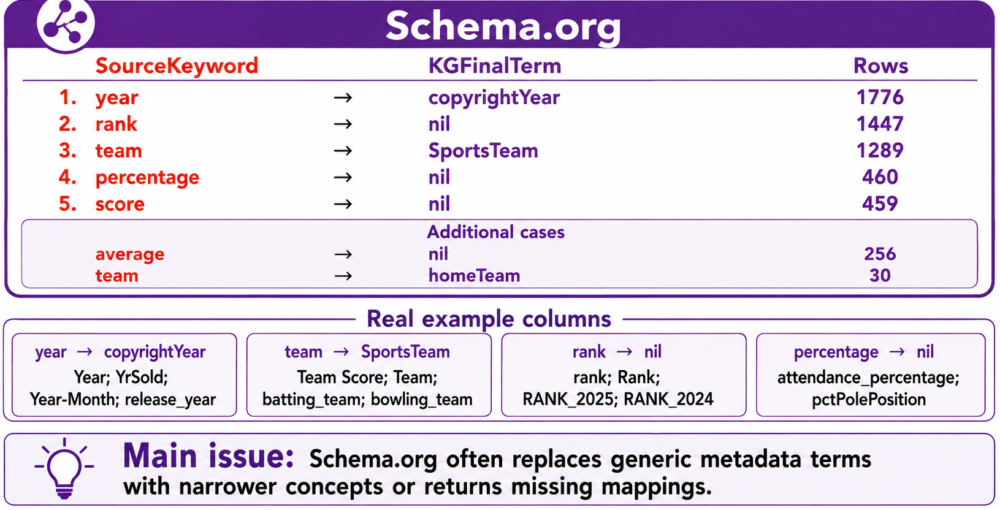 Schema.org
SourceKeyword KGFinalTerm Rows
1. year → copyrightYear 1776
2. rank → nil 1447
3. team → SportsTeam 1289
4. percentage → nil 460
5. score → nil 459
Additional cases
average → nil 256
team → homeTeam 30
Real example columns
year → copyrightYear
Year; YrSold;
Year-Month; release_year
team → SportsTeam
Team Score; Team;
batting_team; bowling_team
rank → nil
rank; Rank;
RANK_2025; RANK_2024
percentage → nil
attendance_percentage;
pctPolePosition
Main issue: Schema.org often replaces generic metadata terms
with narrower concepts or returns missing mappings.